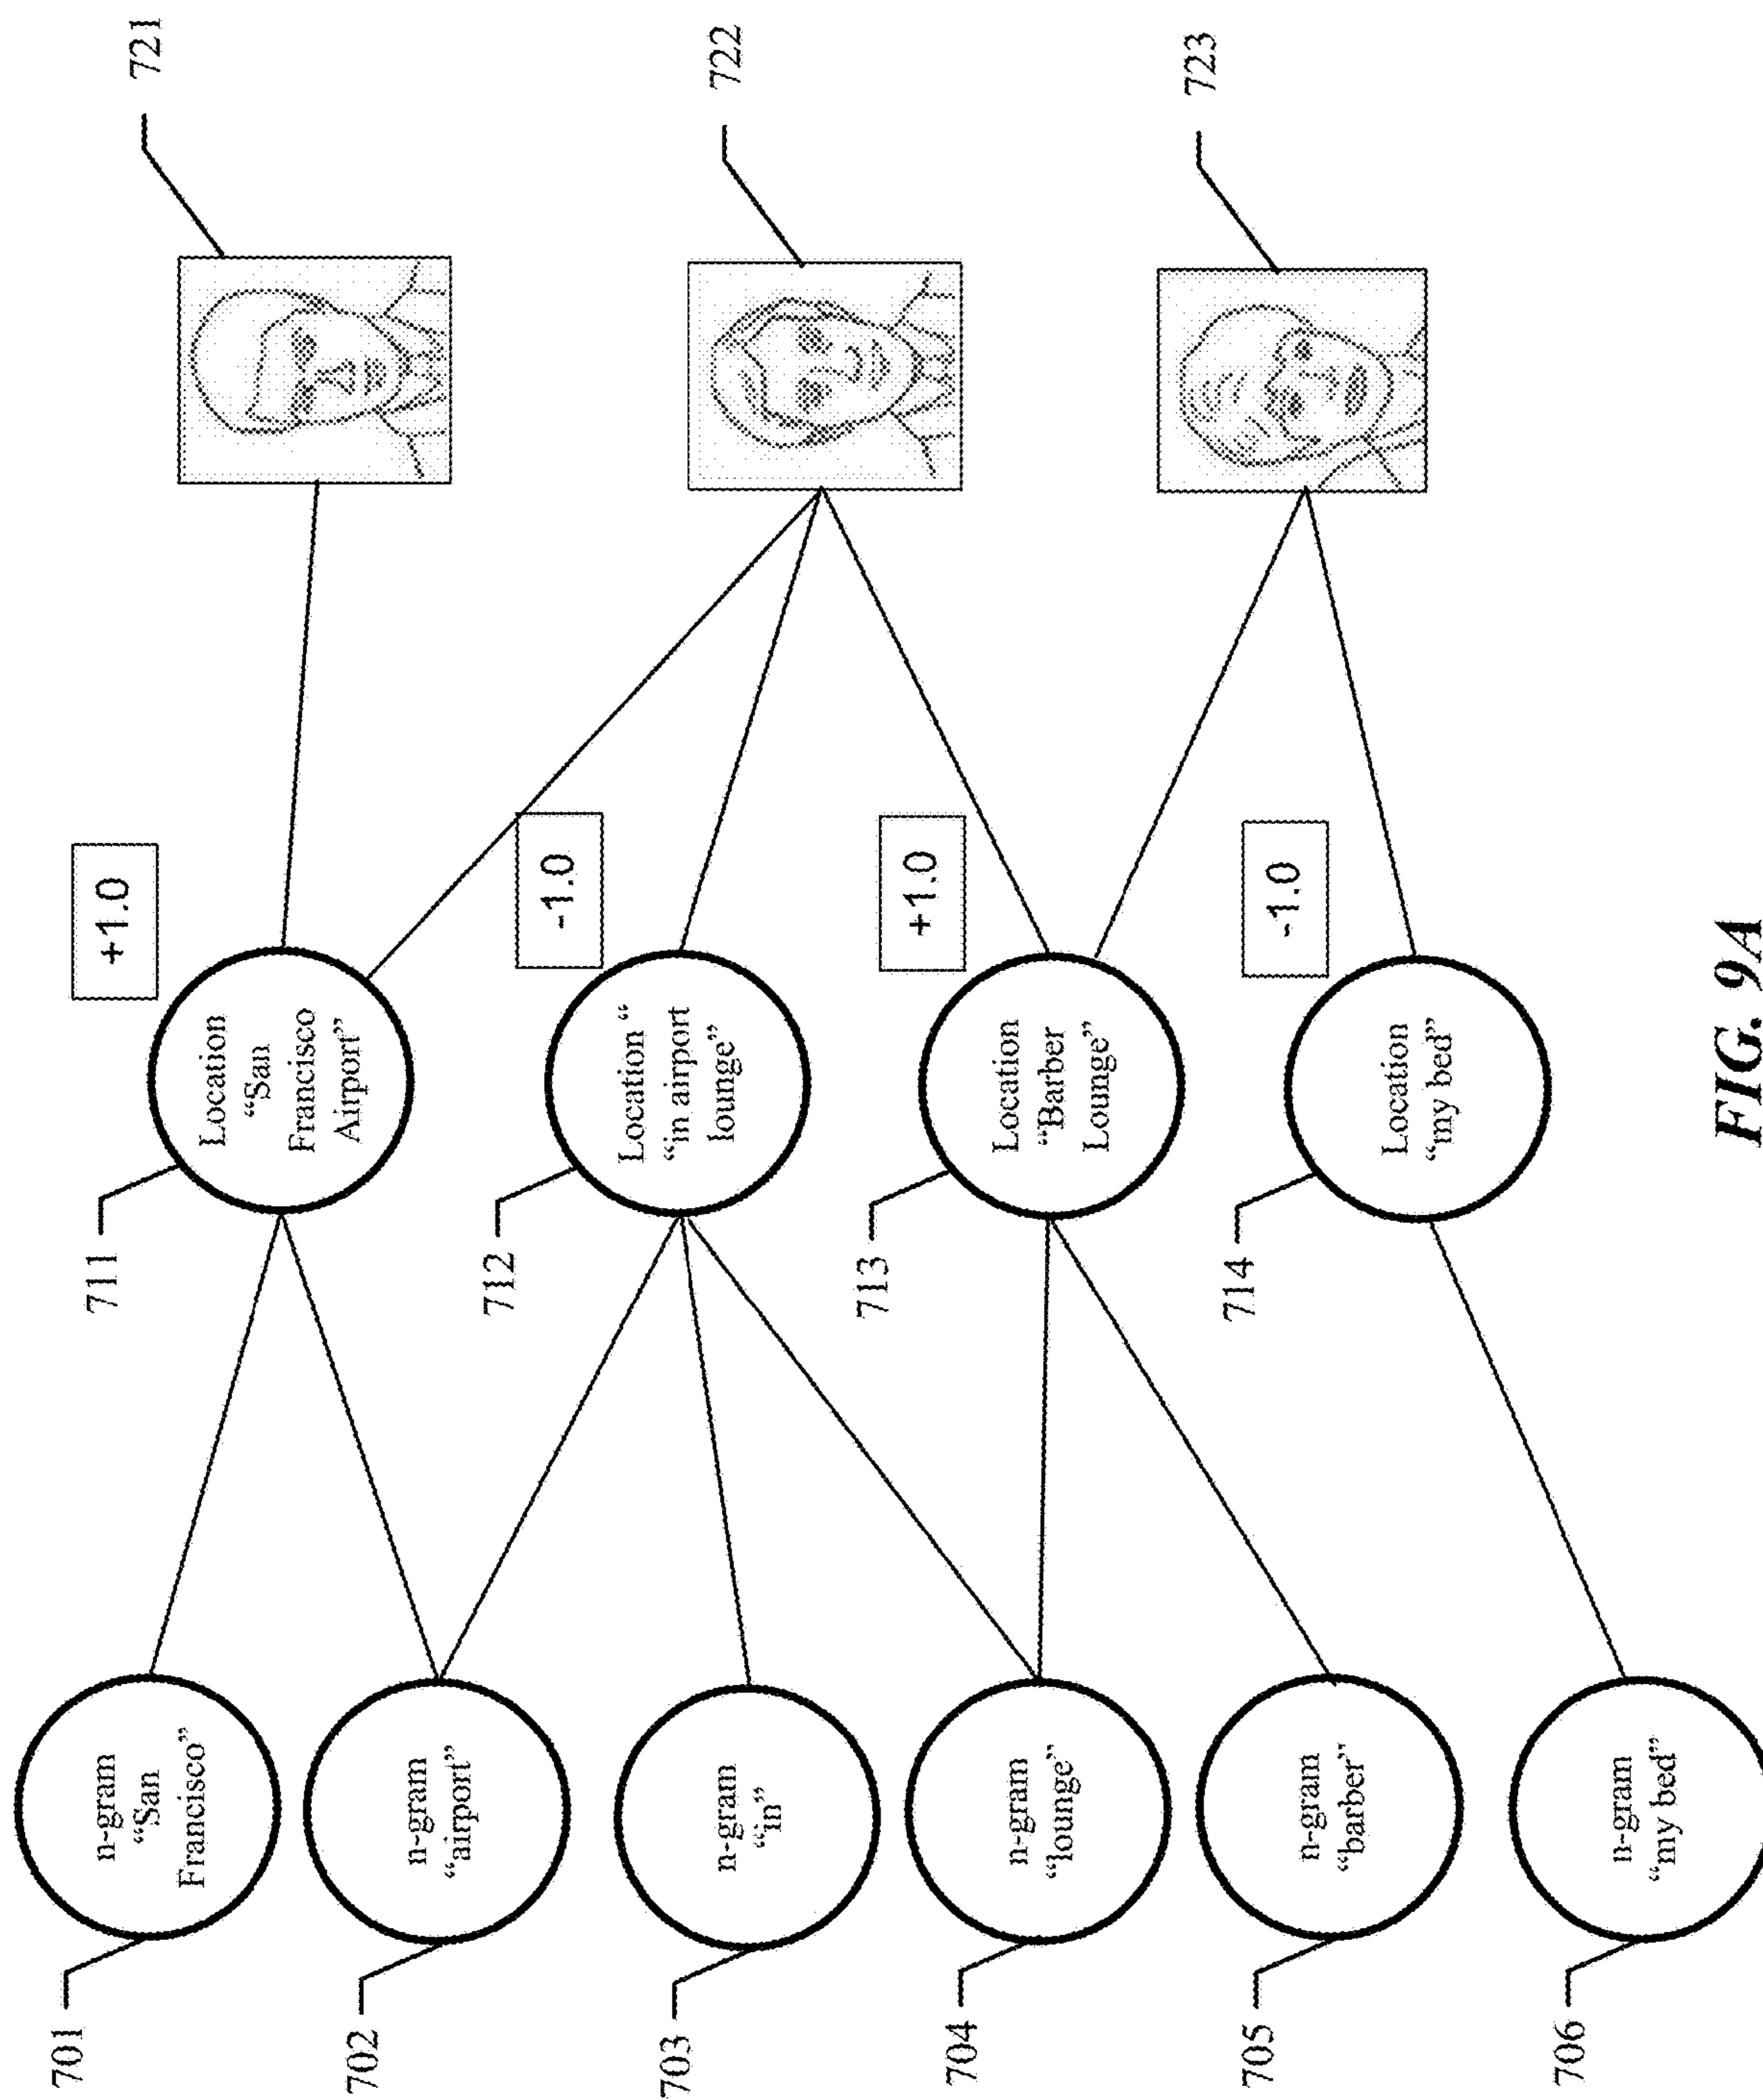 701
n-gram
“San
Francisco”
702
n-gram
“airport”
703
n-gram
“in”
704
n-gram
“lounge”
705
n-gram
“barber”
706
n-gram
“my bed”
711
Location
“San
Francisco
Airport”
+1.0
712
Location “
“in airport
lounge”
-1.0
713
Location
“Barber
Lounge”
+1.0
714
Location
“my bed”
-1.0
721
722
723
FIG. 9A